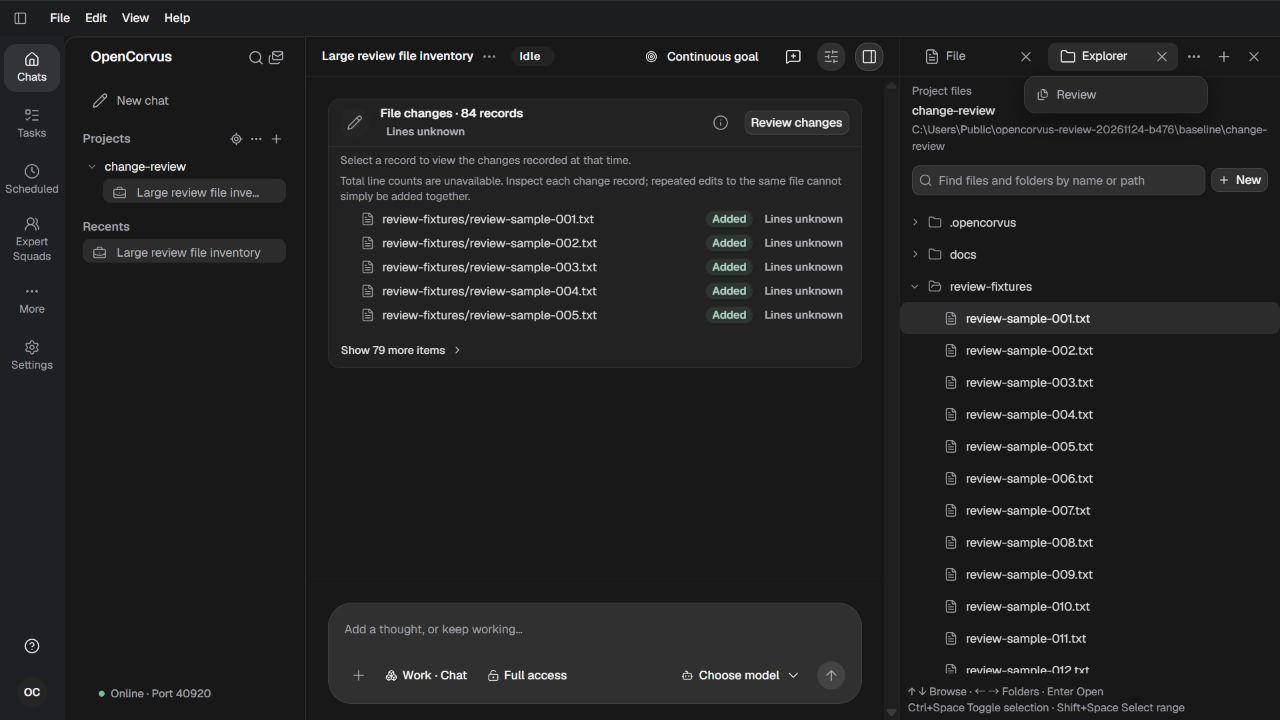 File Edit View Help
Chats
Tasks
Scheduled
Expert
Squads
More
Settings
OC
OpenCorvus
New chat
Projects
change-review
Large review file inve...
Recents
Large review file inventory
Online · Port 40920
Large review file inventory
Idle
Continuous goal
File changes · 84 records
Lines unknown
Review changes
Select a record to view the changes recorded at that time.
Total line counts are unavailable. Inspect each change record; repeated edits to the same file cannot
simply be added together.
review-fixtures/review-sample-001.txt Added Lines unknown
review-fixtures/review-sample-002.txt Added Lines unknown
review-fixtures/review-sample-003.txt Added Lines unknown
review-fixtures/review-sample-004.txt Added Lines unknown
review-fixtures/review-sample-005.txt Added Lines unknown
Show 79 more items
Add a thought, or keep working...
Work · Chat Full access Choose model
File Explorer
Review
Project files
change-review
C:\Users\Public\opencorvus-review-20261124-b476\baseline\change-
review
Find files and folders by name or path
New
.opencorvus
docs
review-fixtures
review-sample-001.txt
review-sample-002.txt
review-sample-003.txt
review-sample-004.txt
review-sample-005.txt
review-sample-006.txt
review-sample-007.txt
review-sample-008.txt
review-sample-009.txt
review-sample-010.txt
review-sample-011.txt
review-sample-012.txt
↑↓ Browse · ←→ Folders · Enter Open
Ctrl+Space Toggle selection · Shift+Space Select range